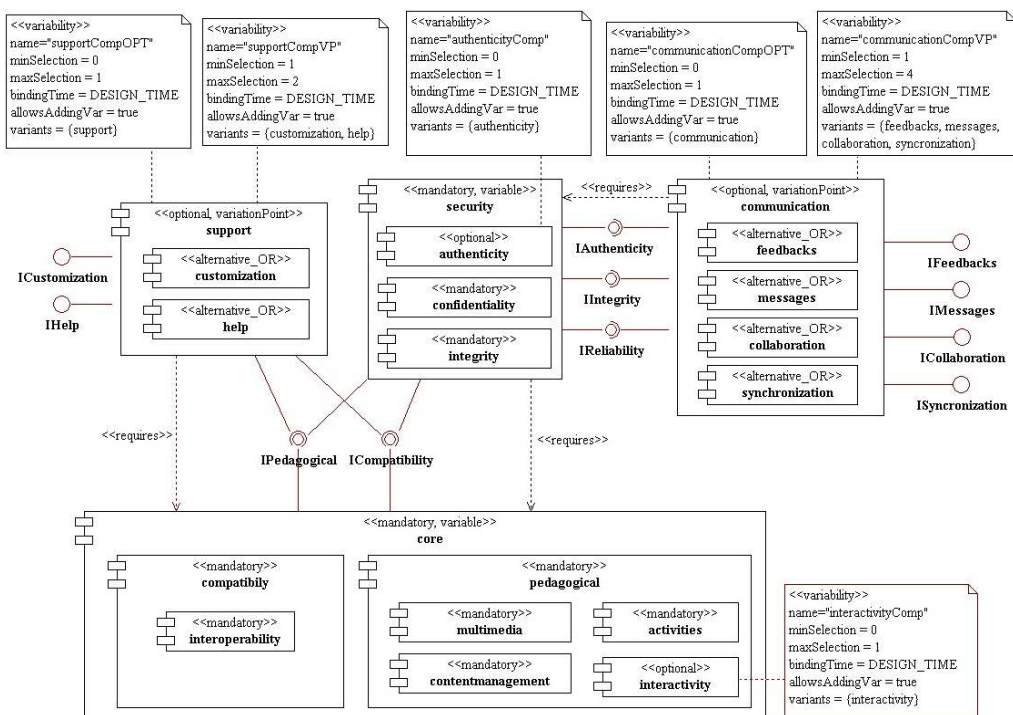 <<variability>>
name="supportCompOPT"
minSelection = 0
maxSelection = 1
bindingTime = DESIGN_TIME
allowsAddingVar = true
variants = {support}
<<variability>>
name="supportCompVP"
minSelection = 1
maxSelection = 2
bindingTime = DESIGN_TIME
allowsAddingVar = true
variants = {customization, help}
<<variability>>
name="authenticityComp"
minSelection = 0
maxSelection = 1
bindingTime = DESIGN_TIME
allowsAddingVar = true
variants = {authenticity}
<<variability>>
name="communicationCompOPT"
minSelection = 0
maxSelection = 1
bindingTime = DESIGN_TIME
allowsAddingVar = true
variants = {communication}
<<variability>>
name="communicationCompVP"
minSelection = 1
maxSelection = 4
bindingTime = DESIGN_TIME
allowsAddingVar = true
variants = {feedbacks, messages,
collaboration, syncronization}
<<optional, variationPoint>>
support
<<alternative_OR>>
customization
<<alternative_OR>>
help
ICustomization
IHelp
<<mandatory, variable>>
security
<<optional>>
authenticity
<<mandatory>>
confidentiality
<<mandatory>>
integrity
<<requires>>
IAuthenticity
IIntegrity
IReliability
<<optional, variationPoint>>
communication
<<alternative_OR>>
feedbacks
<<alternative_OR>>
messages
<<alternative_OR>>
collaboration
<<alternative_OR>>
synchronization
IFeedbacks
IMessages
ICollaboration
ISyncronization
<<requires>>
IPedagogical
ICompatibility
<<requires>>
<<mandatory, variable>>
core
<<mandatory>>
compatibily
<<mandatory>>
interoperability
<<mandatory>>
pedagogical
<<mandatory>>
multimedia
<<mandatory>>
activities
<<mandatory>>
contentmanagement
<<optional>>
interactivity
<<variability>>
name="interactivityComp"
minSelection = 0
maxSelection = 1
bindingTime = DESIGN_TIME
allowsAddingVar = true
variants = {interactivity}